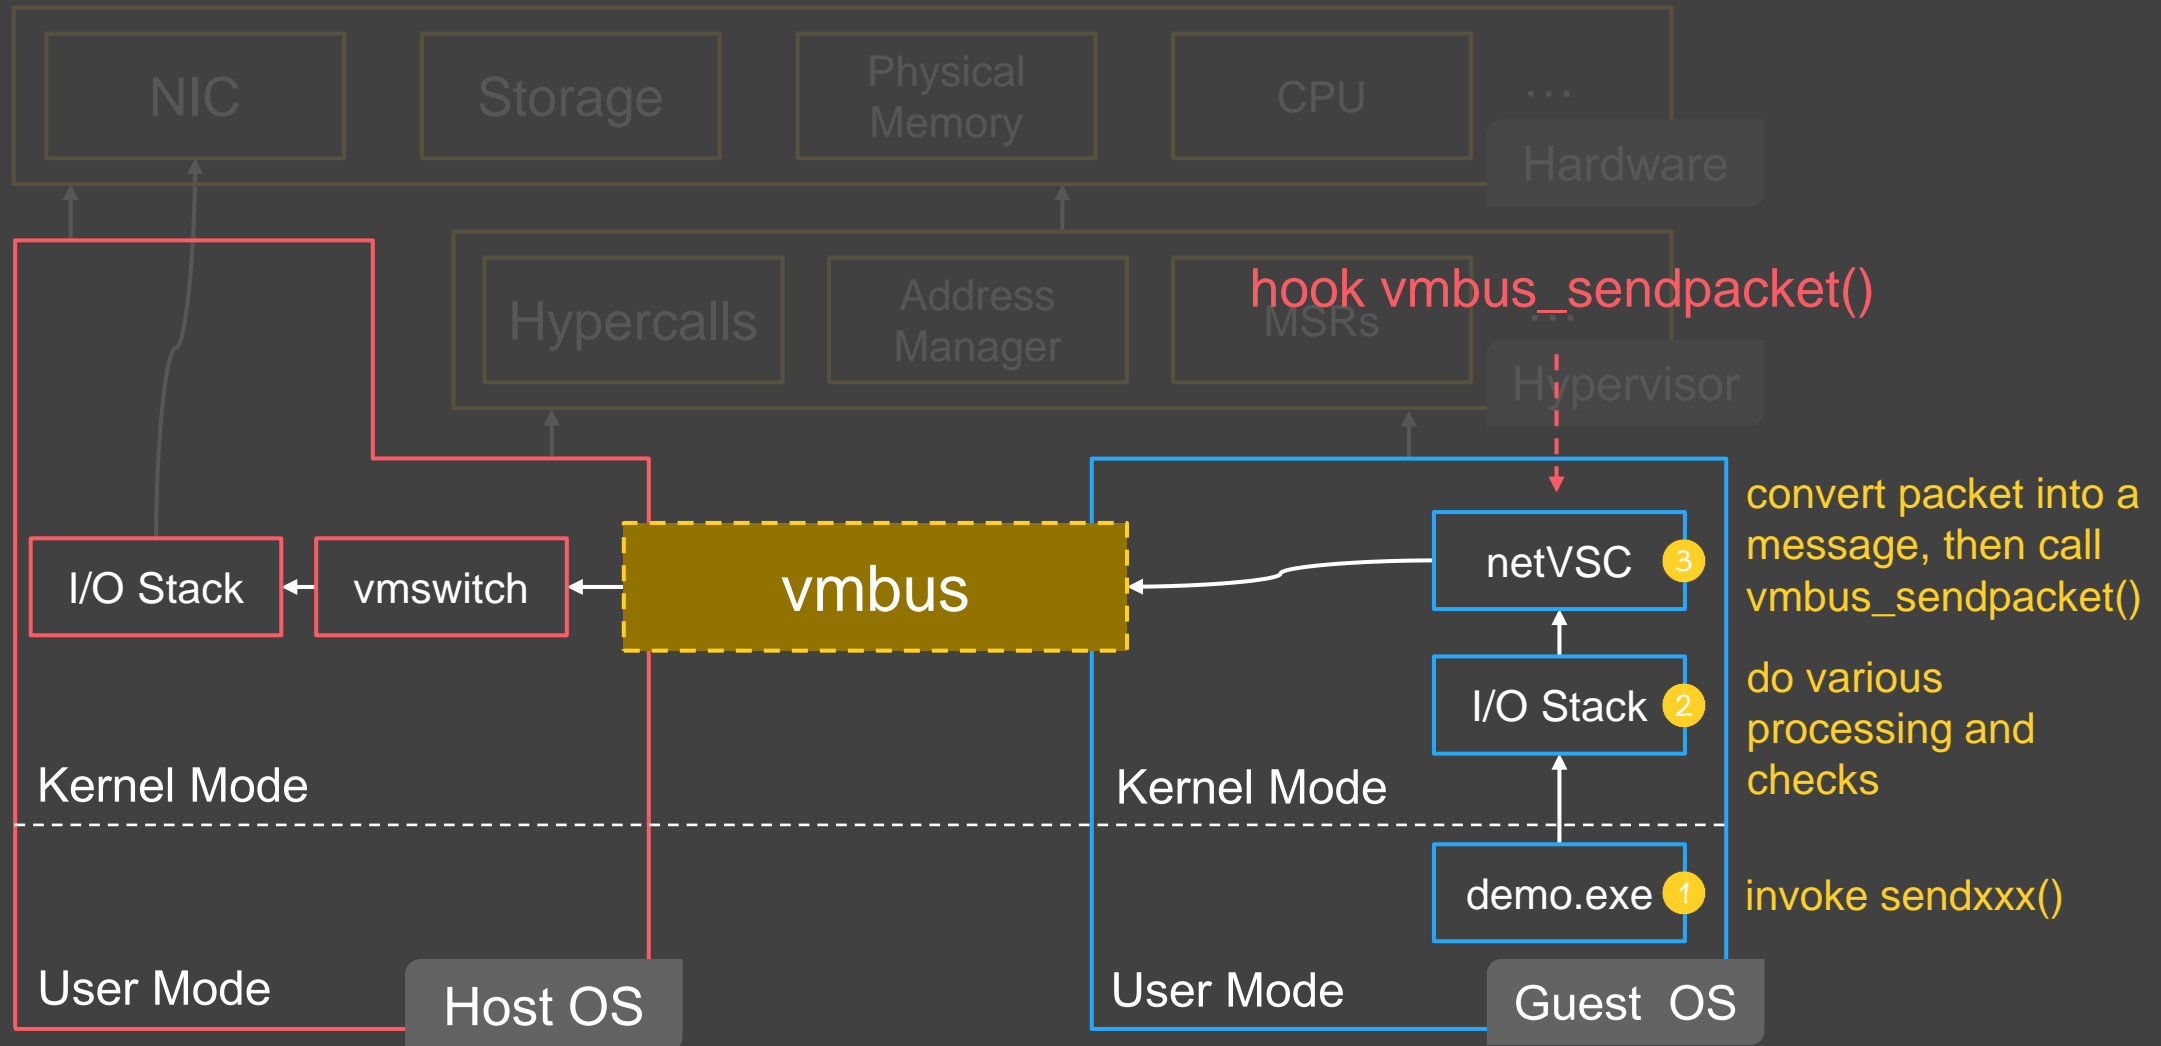 NIC
Storage
Physical
Memory
CPU
...
Hardware
Hypercalls
Address
Manager
MSRs
...
Hypervisor
hook vmbus_sendpacket()
I/O Stack
vmswitch
vmbus
netVSC
3
convert packet into a
message, then call
vmbus_sendpacket()
I/O Stack
2
do various
processing and
checks
Kernel Mode
Kernel Mode
demo.exe
1
invoke sendxxx()
User Mode
Host OS
User Mode
Guest OS